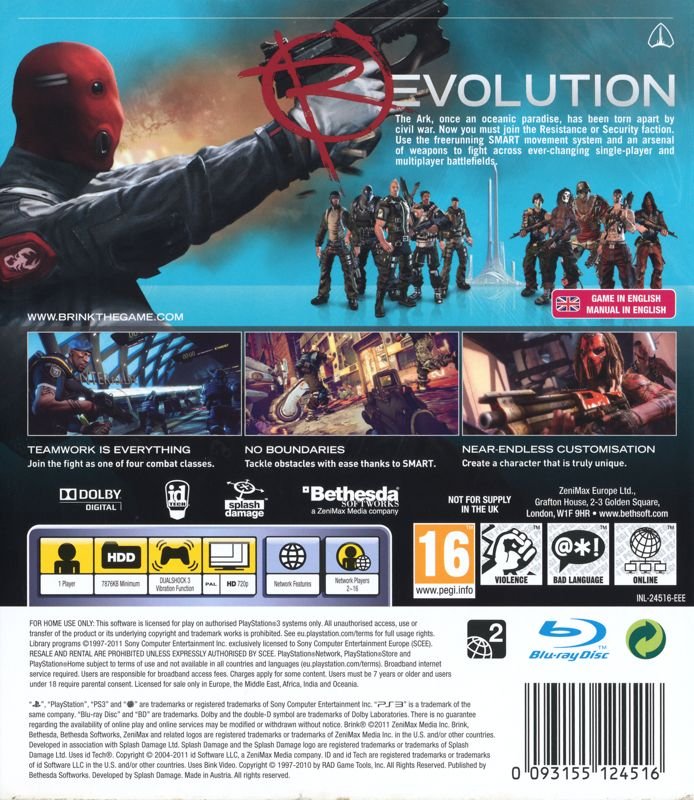 REVOLUTION
The Ark, once an oceanic paradise, has been torn apart by
civil war. Now you must join the Resistance or Security faction.
Use the freerunning SMART movement system and an arsenal
of weapons to fight across ever-changing single-player and
multiplayer battlefields.
GAME IN ENGLISH
MANUAL IN ENGLISH
WWW.BRINKTHEGAME.COM
TEAMWORK IS EVERYTHING
Join the fight as one of four combat classes.
NO BOUNDARIES
Tackle obstacles with ease thanks to SMART.
NEAR-ENDLESS CUSTOMISATION
Create a character that is truly unique.
DOLBY
DIGITAL
id
TECH
splash
damage
Bethesda
SOFTWORKS
a ZeniMax Media company
NOT FOR SUPPLY
IN THE UK
ZeniMax Europe Ltd.,
Grafton House, 2-3 Golden Square,
London, W1F 9HR • www.bethsoft.com
1 Player
HDD
7876KB Minimum
DUALSHOCK 3
Vibration Function
PAL
HD 720p
Network Features
Network Players
2-16
16
www.pegi.info
VIOLENCE
@*!
BAD LANGUAGE
ONLINE
INL-24516-EEE
FOR HOME USE ONLY: This software is licensed for play on authorised PlayStation®3 systems only. All unauthorised access, use or
transfer of the product or its underlying copyright and trademark works is prohibited. See eu.playstation.com/terms for full usage rights.
Library programs ©1997-2011 Sony Computer Entertainment Inc. exclusively licensed to Sony Computer Entertainment Europe (SCEE).
RESALE AND RENTAL ARE PROHIBITED UNLESS EXPRESSLY AUTHORISED BY SCEE. PlayStation®Network, PlayStation®Store and
PlayStation®Home subject to terms of use and not available in all countries and languages (eu.playstation.com/terms). Broadband internet
service required. Users are responsible for broadband access fees. Charges apply for some content. Users must be 7 years or older and users
under 18 require parental consent. Licensed for sale only in Europe, the Middle East, Africa, India and Oceania.
2
Blu-ray Disc
", "PlayStation", "PS3" and " " are trademarks or registered trademarks of Sony Computer Entertainment Inc. "PS3" is a trademark of the
same company. "Blu-ray Disc" and "BD" are trademarks. Dolby and the double-D symbol are trademarks of Dolby Laboratories. There is no guarantee
regarding the availability of online play and online services may be modified or withdrawn without notice. Brink® ©2011 ZeniMax Media Inc. Brink,
Bethesda, Bethesda Softworks, ZeniMax and related logos are registered trademarks or trademarks of ZeniMax Media Inc. in the U.S. and/or other countries.
Developed in association with Splash Damage Ltd. Splash Damage and the Splash Damage logo are registered trademarks or trademarks of Splash
Damage Ltd. Uses id Tech®. Copyright © 2004-2011 id Software LLC, a ZeniMax Media company. ID and id Tech are registered trademarks or trademarks
of id Software LLC in the U.S. and/or other countries. Uses Bink Video. Copyright © 1997-2010 by RAD Game Tools, Inc. All Rights Reserved. Published by
Bethesda Softworks. Developed by Splash Damage. Made in Austria. All rights reserved.
0 093155 124516